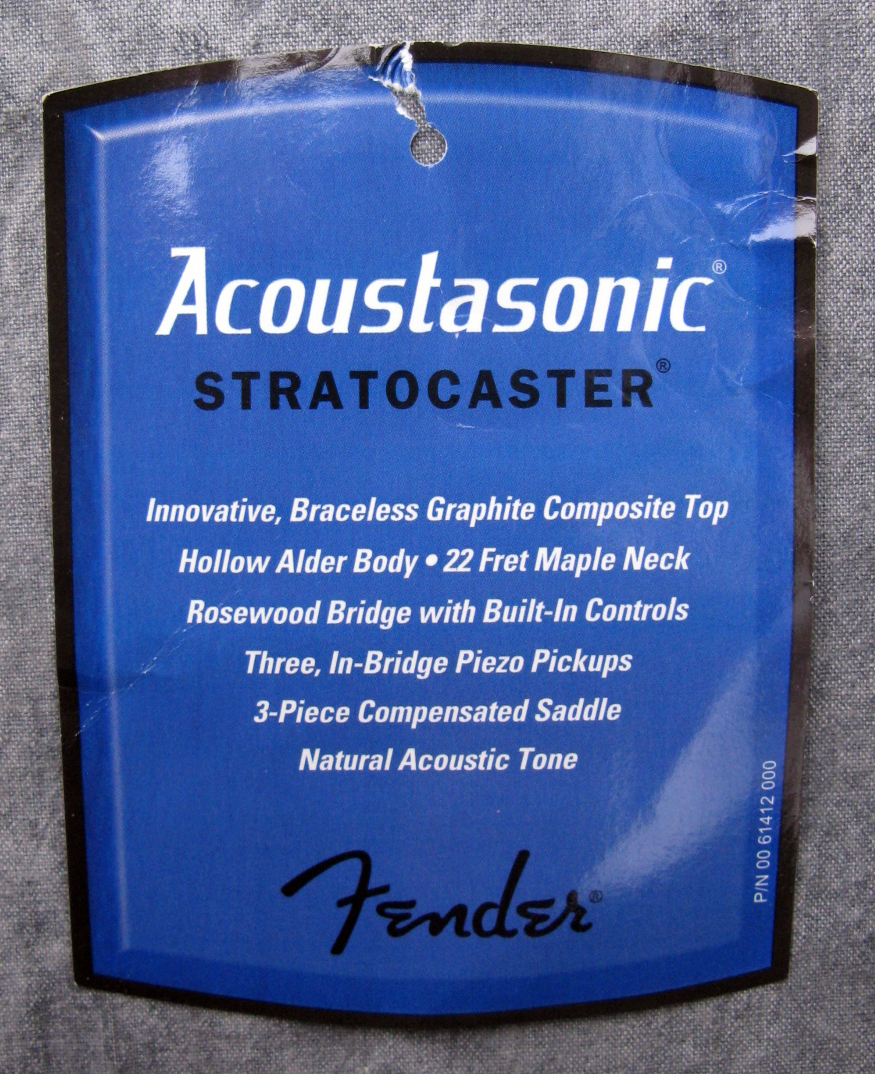 Acoustasonic®
STRATOCASTER®
Innovative, Braceless Graphite Composite Top
Hollow Alder Body • 22 Fret Maple Neck
Rosewood Bridge with Built-In Controls
Three, In-Bridge Piezo Pickups
3-Piece Compensated Saddle
Natural Acoustic Tone
Fender®
P/N 00 61412 000